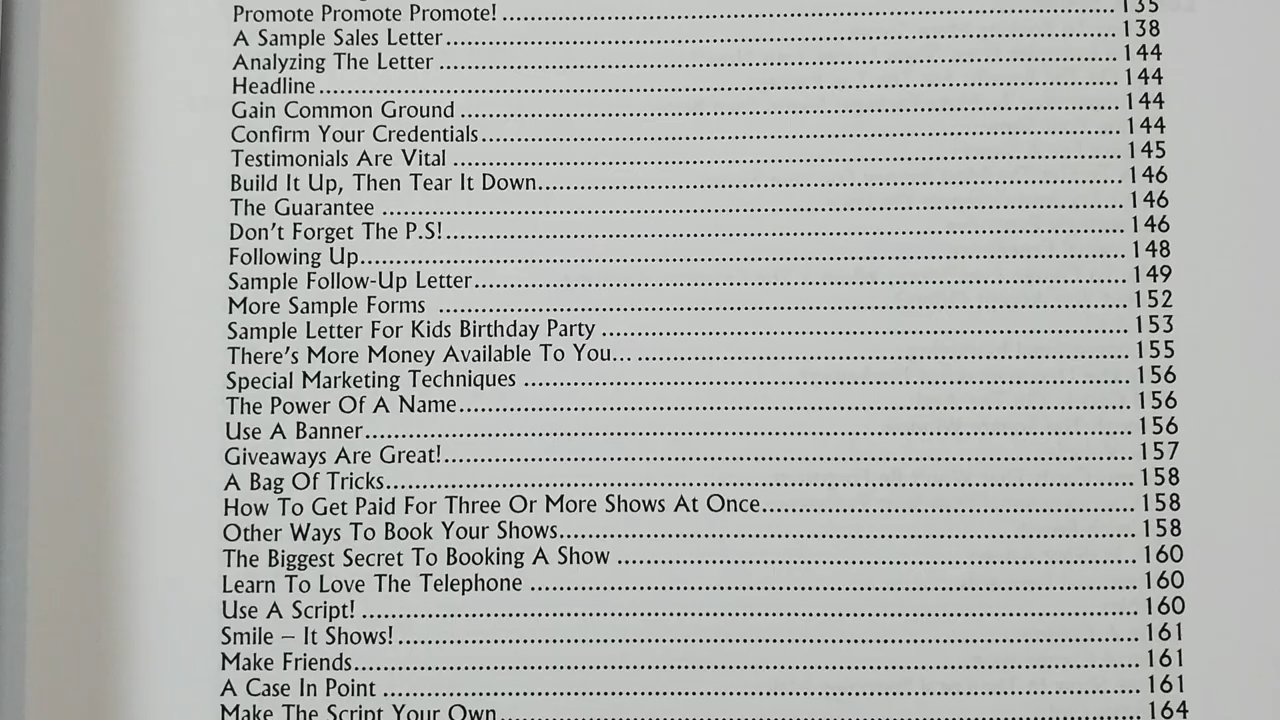 Promote Promote Promote! ........ 135
A Sample Sales Letter ........ 138
Analyzing The Letter ........ 144
Headline ........ 144
Gain Common Ground ........ 144
Confirm Your Credentials ........ 144
Testimonials Are Vital ........ 145
Build It Up, Then Tear It Down ........ 146
The Guarantee ........ 146
Don't Forget The P.S! ........ 146
Following Up ........ 148
Sample Follow-Up Letter ........ 149
More Sample Forms ........ 152
Sample Letter For Kids Birthday Party ........ 153
There's More Money Available To You... ........ 155
Special Marketing Techniques ........ 156
The Power Of A Name ........ 156
Use A Banner ........ 156
Giveaways Are Great! ........ 157
A Bag Of Tricks ........ 158
How To Get Paid For Three Or More Shows At Once ........ 158
Other Ways To Book Your Shows ........ 158
The Biggest Secret To Booking A Show ........ 160
Learn To Love The Telephone ........ 160
Use A Script! ........ 160
Smile – It Shows! ........ 161
Make Friends ........ 161
A Case In Point ........ 161
Make The Script Your Own ........ 164